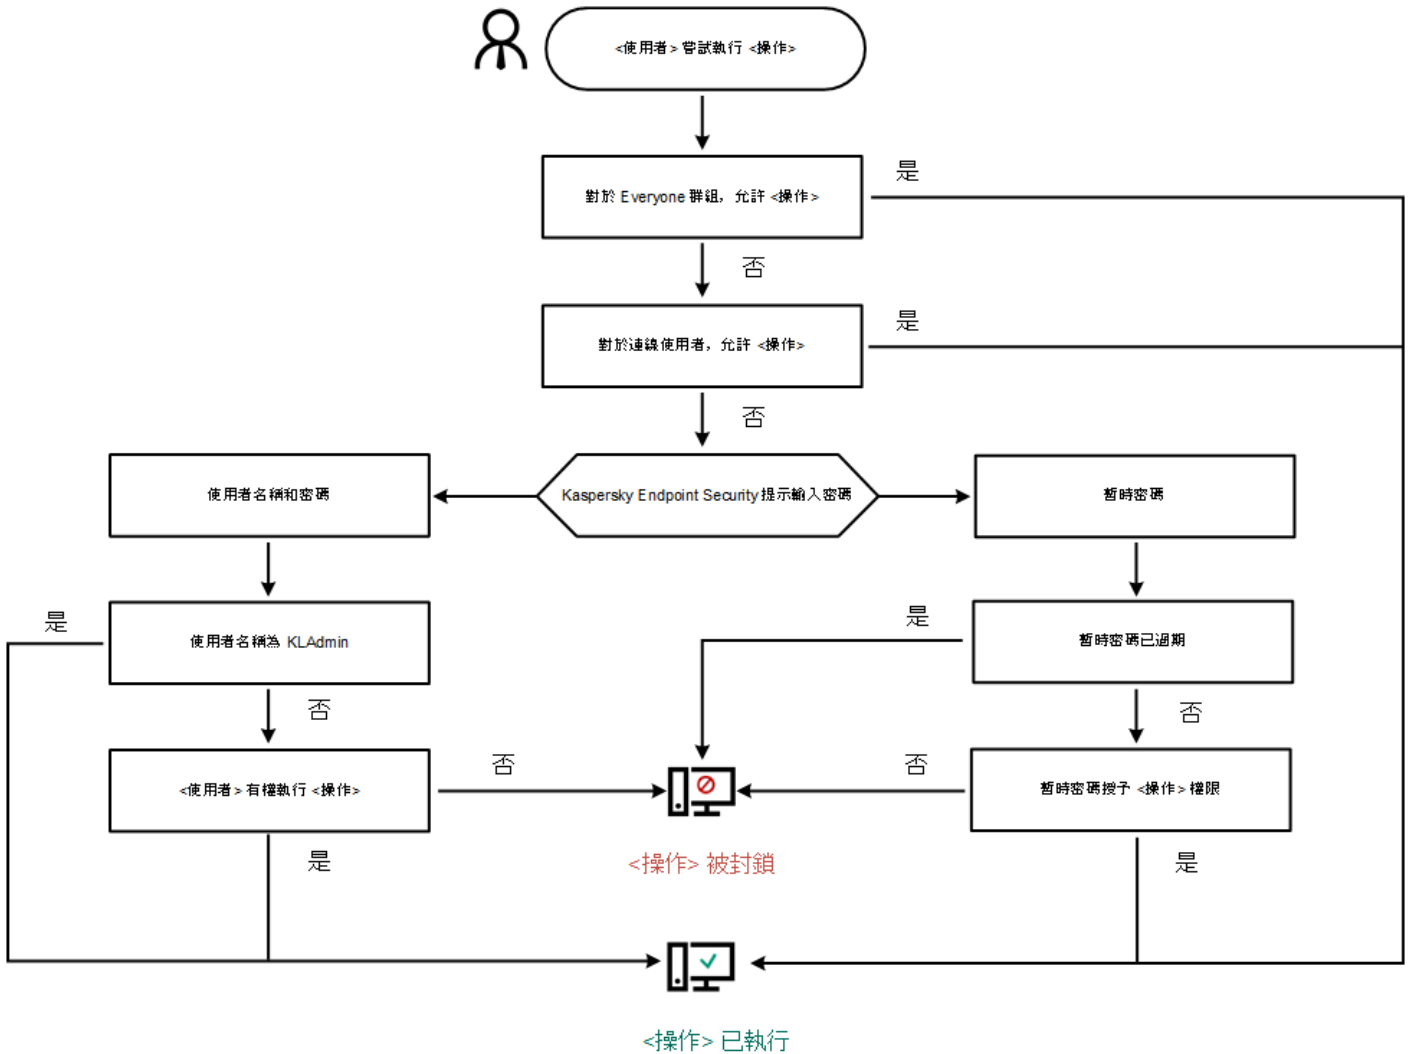 <使用者> 嘗試執行 <操作>
對於 Everyone 群組，允許 <操作>
是
否
對於連線使用者，允許 <操作>
是
否
使用者名稱和密碼
Kaspersky Endpoint Security 提示輸入密碼
暫時密碼
是
使用者名稱為 KLAdmin
是
暫時密碼已過期
否
否
<使用者> 有權執行 <操作>
否
否
暫時密碼授予 <操作> 權限
是
<操作> 被封鎖
是
<操作> 已執行